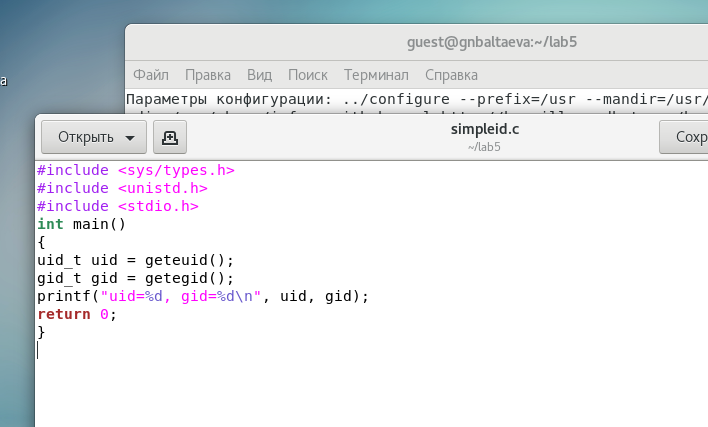 guest@gnbaltaeva:~/lab5
Файл Правка Вид Поиск Терминал Справка
а
Параметры конфигурации: ../configure --prefix=/usr --mandir=/usr/
Открыть simpleid.c Сохр
~/lab5
#include <sys/types.h>
#include <unistd.h>
#include <stdio.h>
int main()
{
uid_t uid = geteuid();
gid_t gid = getegid();
printf("uid=%d, gid=%d\n", uid, gid);
return 0;
}